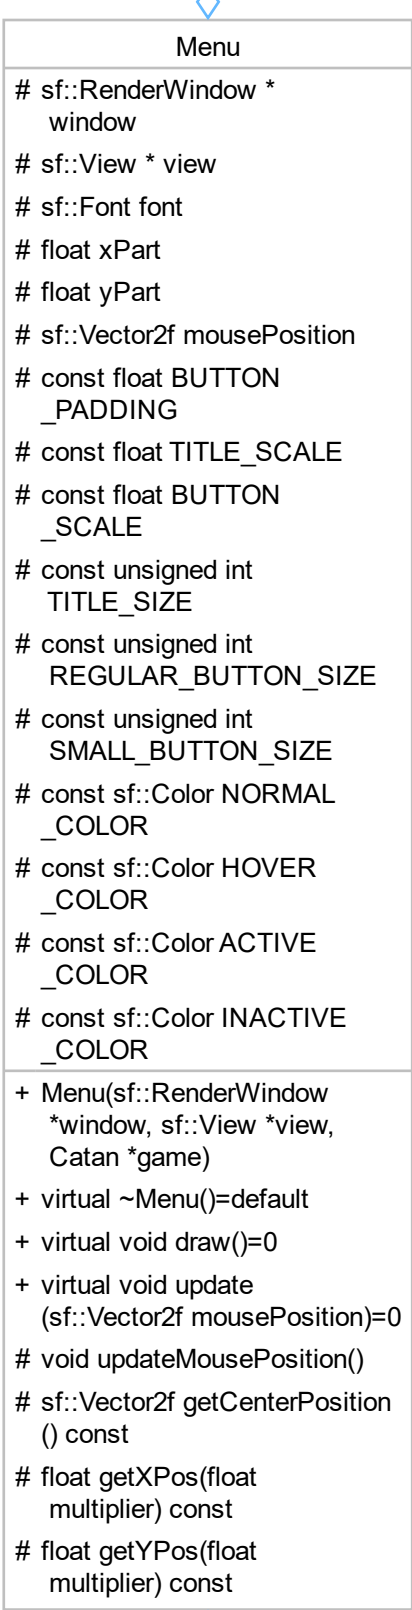 Menu
# sf::RenderWindow *
window
# sf::View * view
# sf::Font font
# float xPart
# float yPart
# sf::Vector2f mousePosition
# const float BUTTON
_PADDING
# const float TITLE_SCALE
# const float BUTTON
_SCALE
# const unsigned int
TITLE_SIZE
# const unsigned int
REGULAR_BUTTON_SIZE
# const unsigned int
SMALL_BUTTON_SIZE
# const sf::Color NORMAL
_COLOR
# const sf::Color HOVER
_COLOR
# const sf::Color ACTIVE
_COLOR
# const sf::Color INACTIVE
_COLOR
+ Menu(sf::RenderWindow
*window, sf::View *view,
Catan *game)
+ virtual ~Menu()=default
+ virtual void draw()=0
+ virtual void update
(sf::Vector2f mousePosition)=0
# void updateMousePosition()
# sf::Vector2f getCenterPosition
() const
# float getXPos(float
multiplier) const
# float getYPos(float
multiplier) const